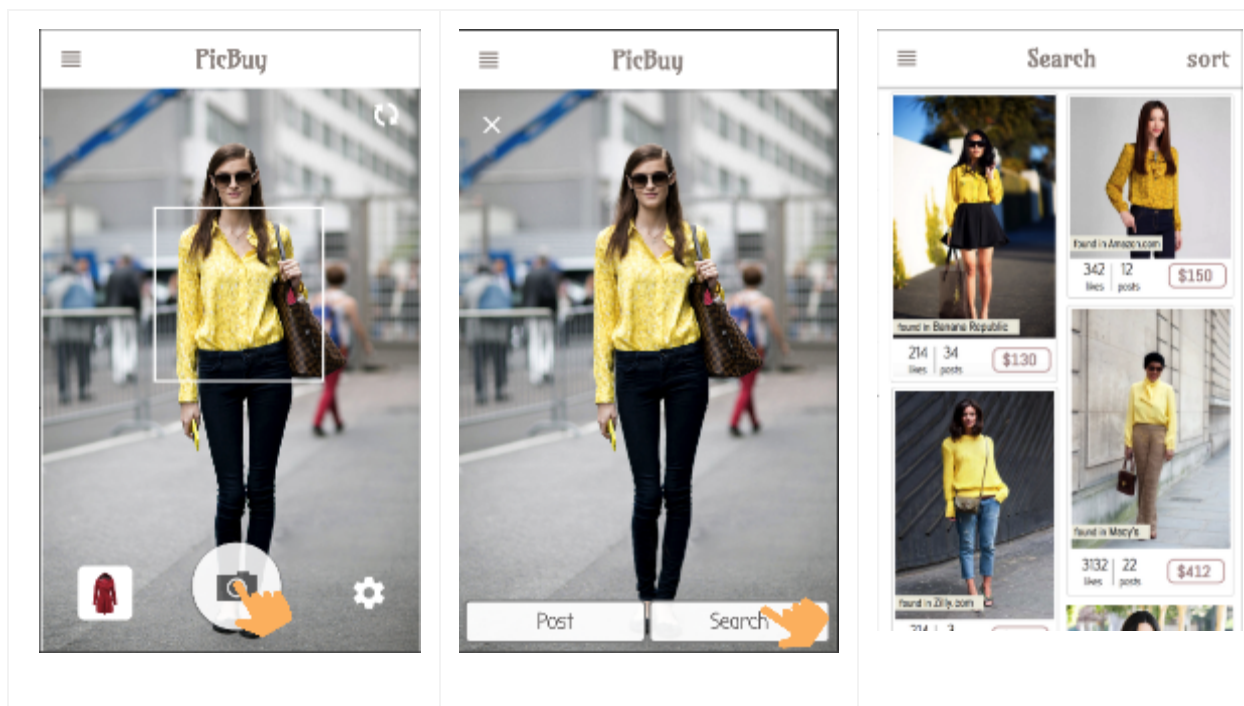 PicBuy
PicBuy
Post
Search
Search
sort
found in Banana Republic
214
34
likes
posts
$130
found in Amazon.com
342
12
likes
posts
$150
found in Zilly.com
found in Macy's
3132
22
likes
posts
$412